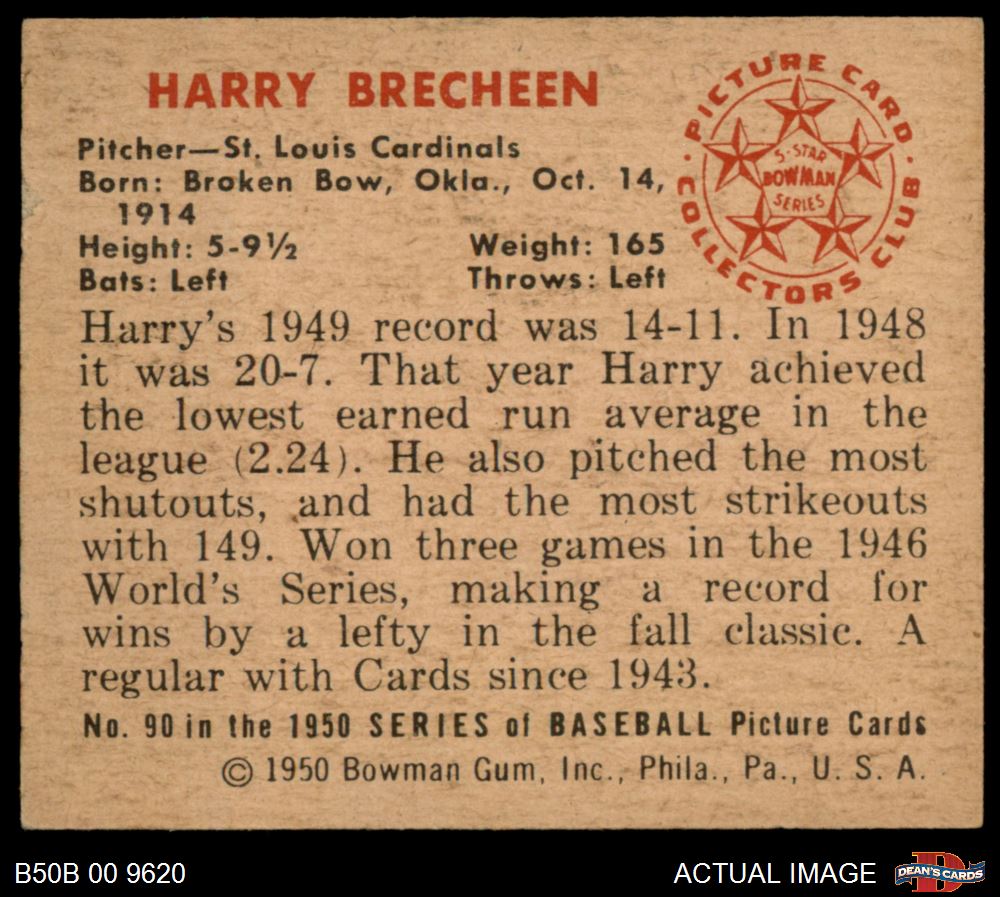 HARRY BRECHEEN
PICTURE CARD
COLLECTORS CLUB
5-STAR
BOWMAN
SERIES
Pitcher—St. Louis Cardinals
Born: Broken Bow, Okla., Oct. 14,
1914
Height: 5-9½ Weight: 165
Bats: Left Throws: Left
Harry's 1949 record was 14-11. In 1948
it was 20-7. That year Harry achieved
the lowest earned run average in the
league (2.24). He also pitched the most
shutouts, and had the most strikeouts
with 149. Won three games in the 1946
World's Series, making a record for
wins by a lefty in the fall classic. A
regular with Cards since 1943.
No. 90 in the 1950 SERIES of BASEBALL Picture Cards
© 1950 Bowman Gum, Inc., Phila., Pa., U. S. A.
B50B 00 9620
ACTUAL IMAGE
D
DEAN'S CARDS